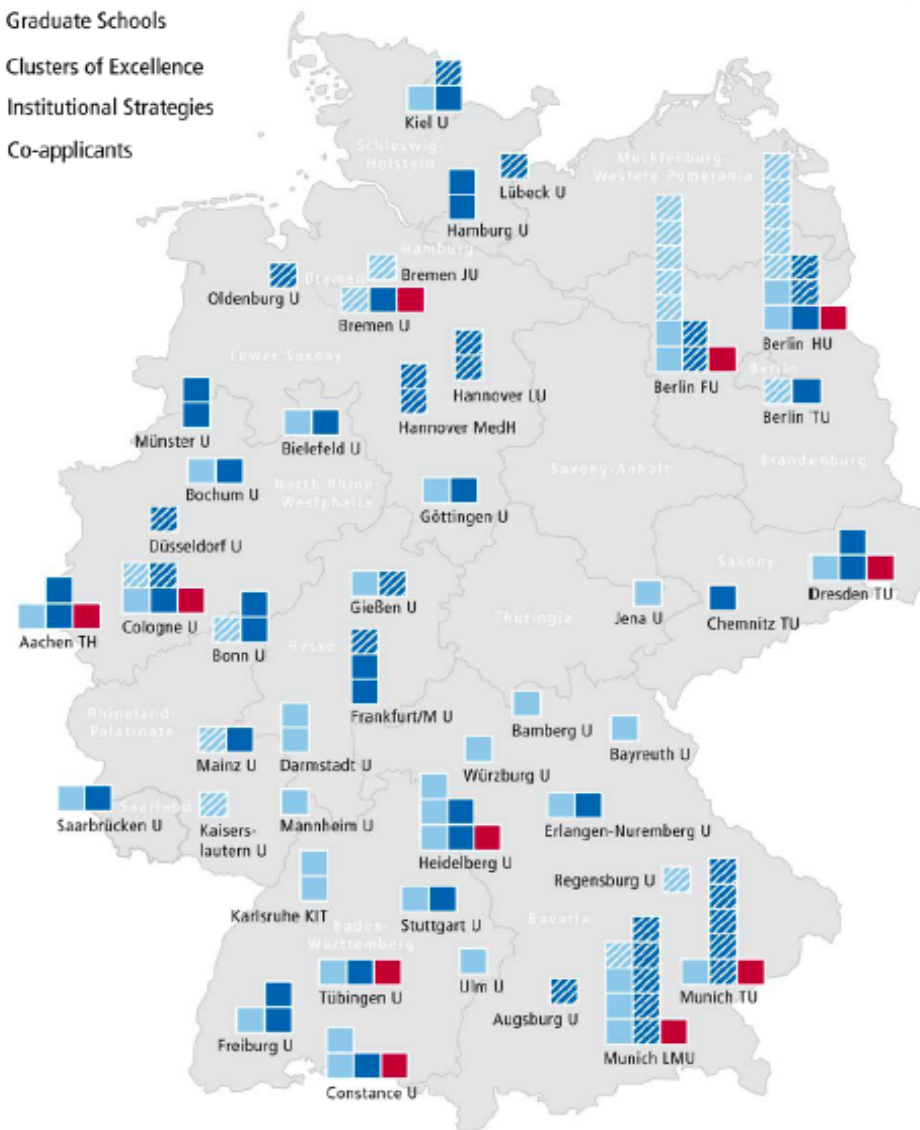 Graduate Schools
Clusters of Excellence
Institutional Strategies
Co-applicants
Kiel U
Schleswig-
Holstein
Lübeck U
Mecklenburg-
Western Pomerania
Hamburg U
Hamburg
Bremen JU
Bremen
Oldenburg U
Bremen U
Berlin HU
Lower Saxony
Hannover LU
Berlin FU
Berlin
Berlin TU
Hannover MedH
Münster U
Bielefeld U
Saxony-Anhalt
Brandenburg
Bochum U
North Rhine-
Westphalia
Göttingen U
Düsseldorf U
Saxony
Dresden TU
Gießen U
Thuringia
Jena U
Chemnitz TU
Cologne U
Aachen TH
Bonn U
Hesse
Frankfurt/M U
Rhineland-
Palat-nate
Bamberg U
Bayreuth U
Mainz U
Darmstadt U
Würzburg U
Saarbrücken U
Saarland
Kaisers-
lautern U
Mannheim U
Erlangen-Nuremberg U
Heidelberg U
Regensburg U
Karlsruhe KIT
Stuttgart U
Bavaria
Baden-
Württemberg
Tübingen U
Ulm U
Augsburg U
Munich TU
Freiburg U
Munich LMU
Constance U